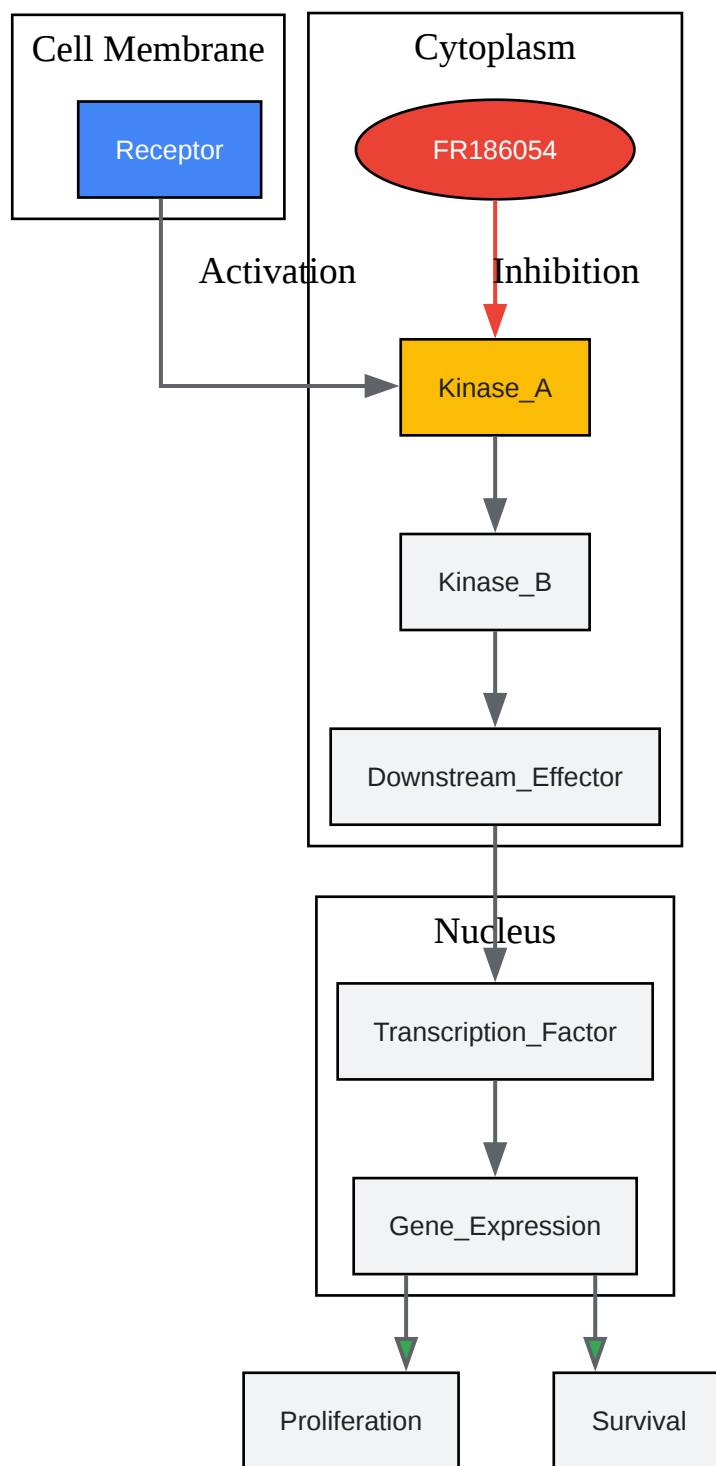 Cell Membrane
Cytoplasm
Receptor
FR186054
Activation
Inhibition
Kinase_A
Kinase_B
Downstream_Effector
Nucleus
Transcription_Factor
Gene_Expression
Proliferation
Survival